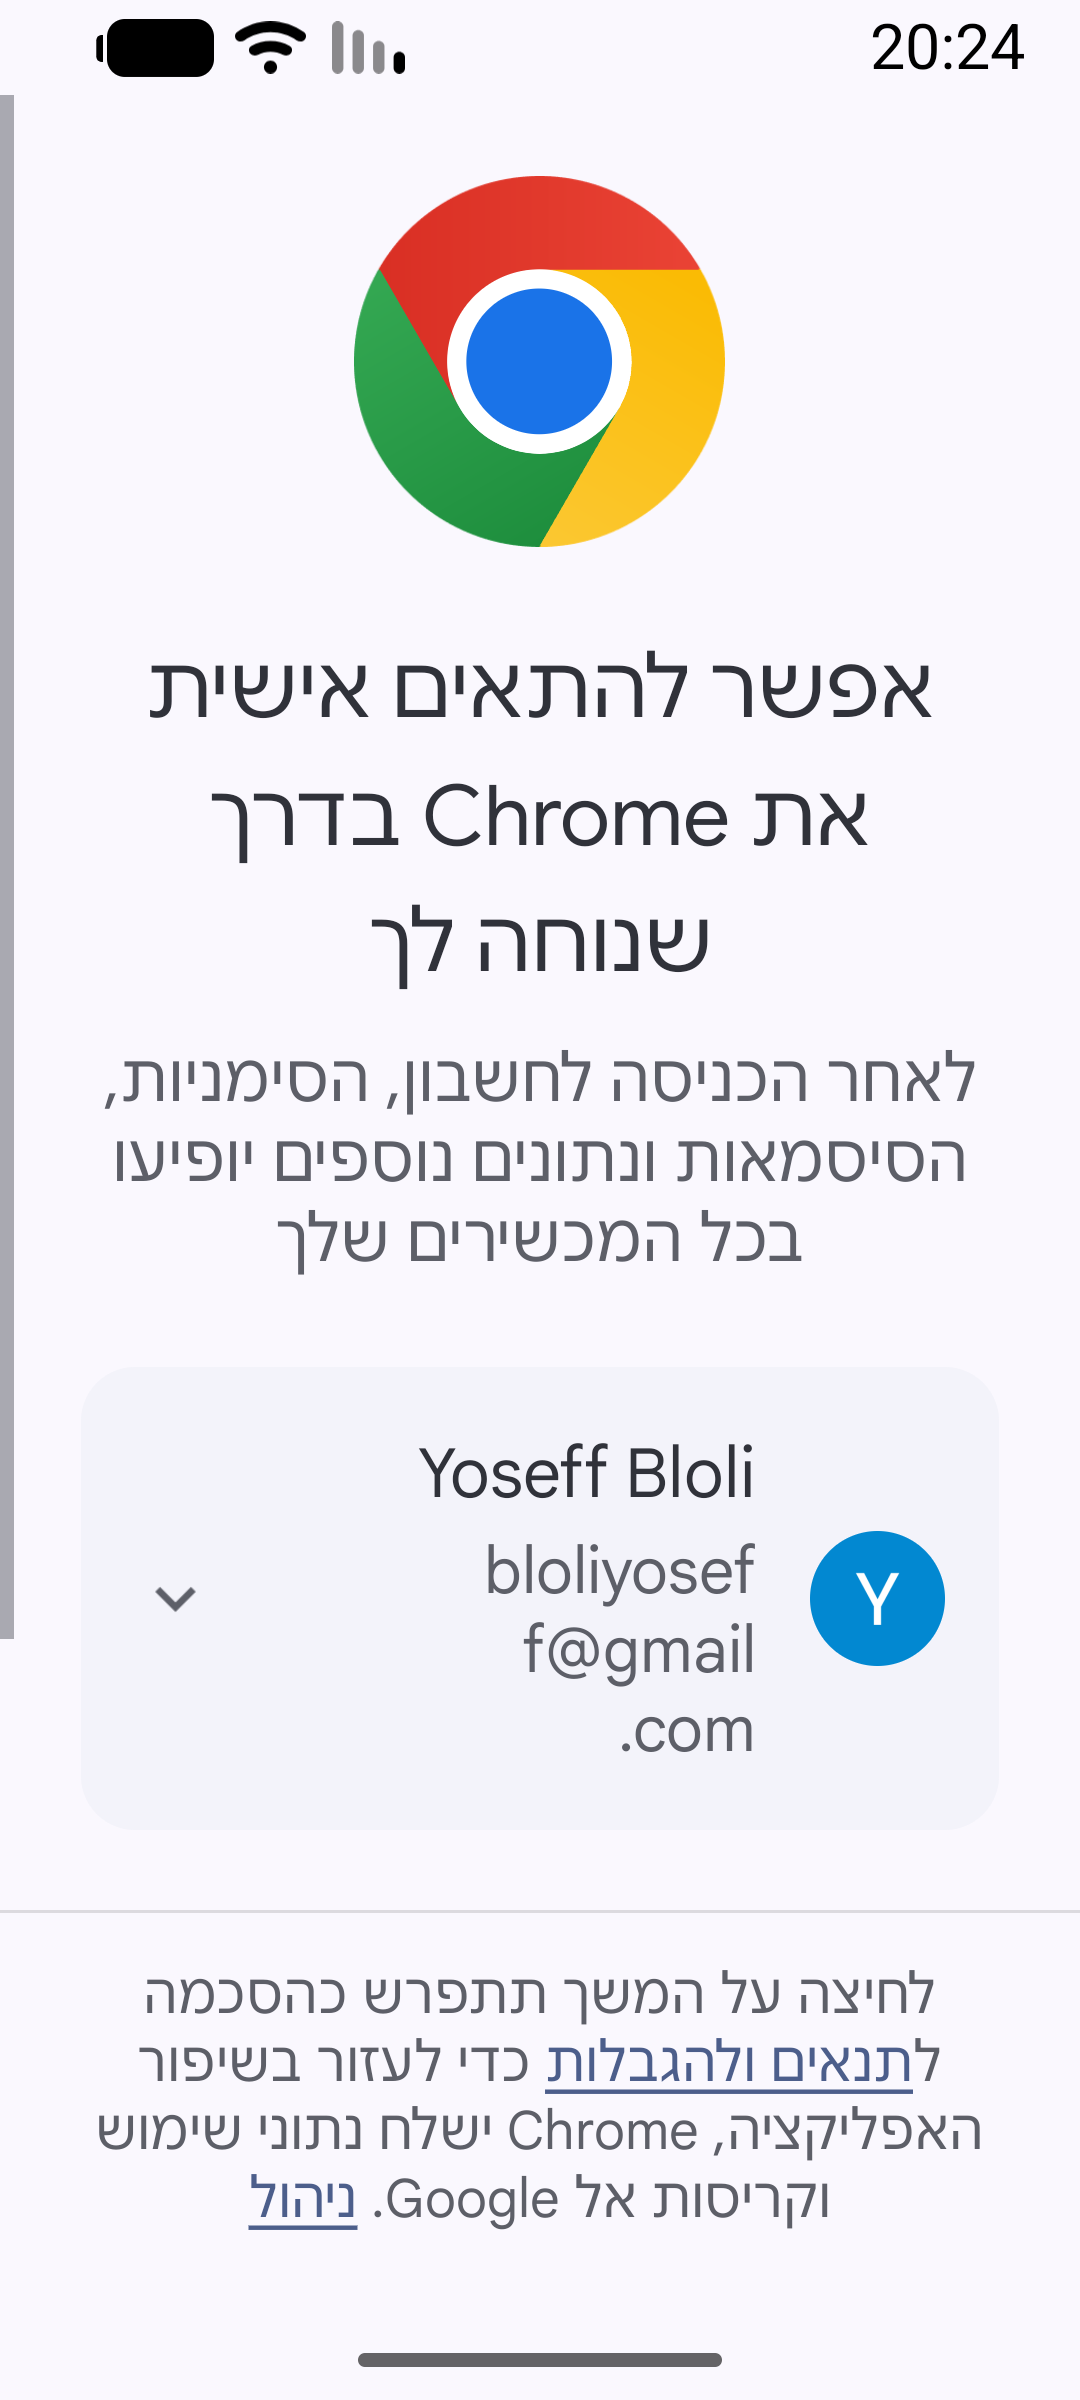 20:24
אפשר להתאים אישית
את Chrome בדרך
שנוחה לך
לאחר הכניסה לחשבון, הסימניות,
הסיסמאות ונתונים נוספים יופיעו
בכל המכשירים שלך
Yoseff Bloli
bloliyosef
f@gmail
.com
Y
לחיצה על המשך תתפרש כהסכמה
לתנאים ולהגבלות כדי לעזור בשיפור
האפליקציה, Chrome ישלח נתוני שימוש
וקריסות אל Google. ניהול